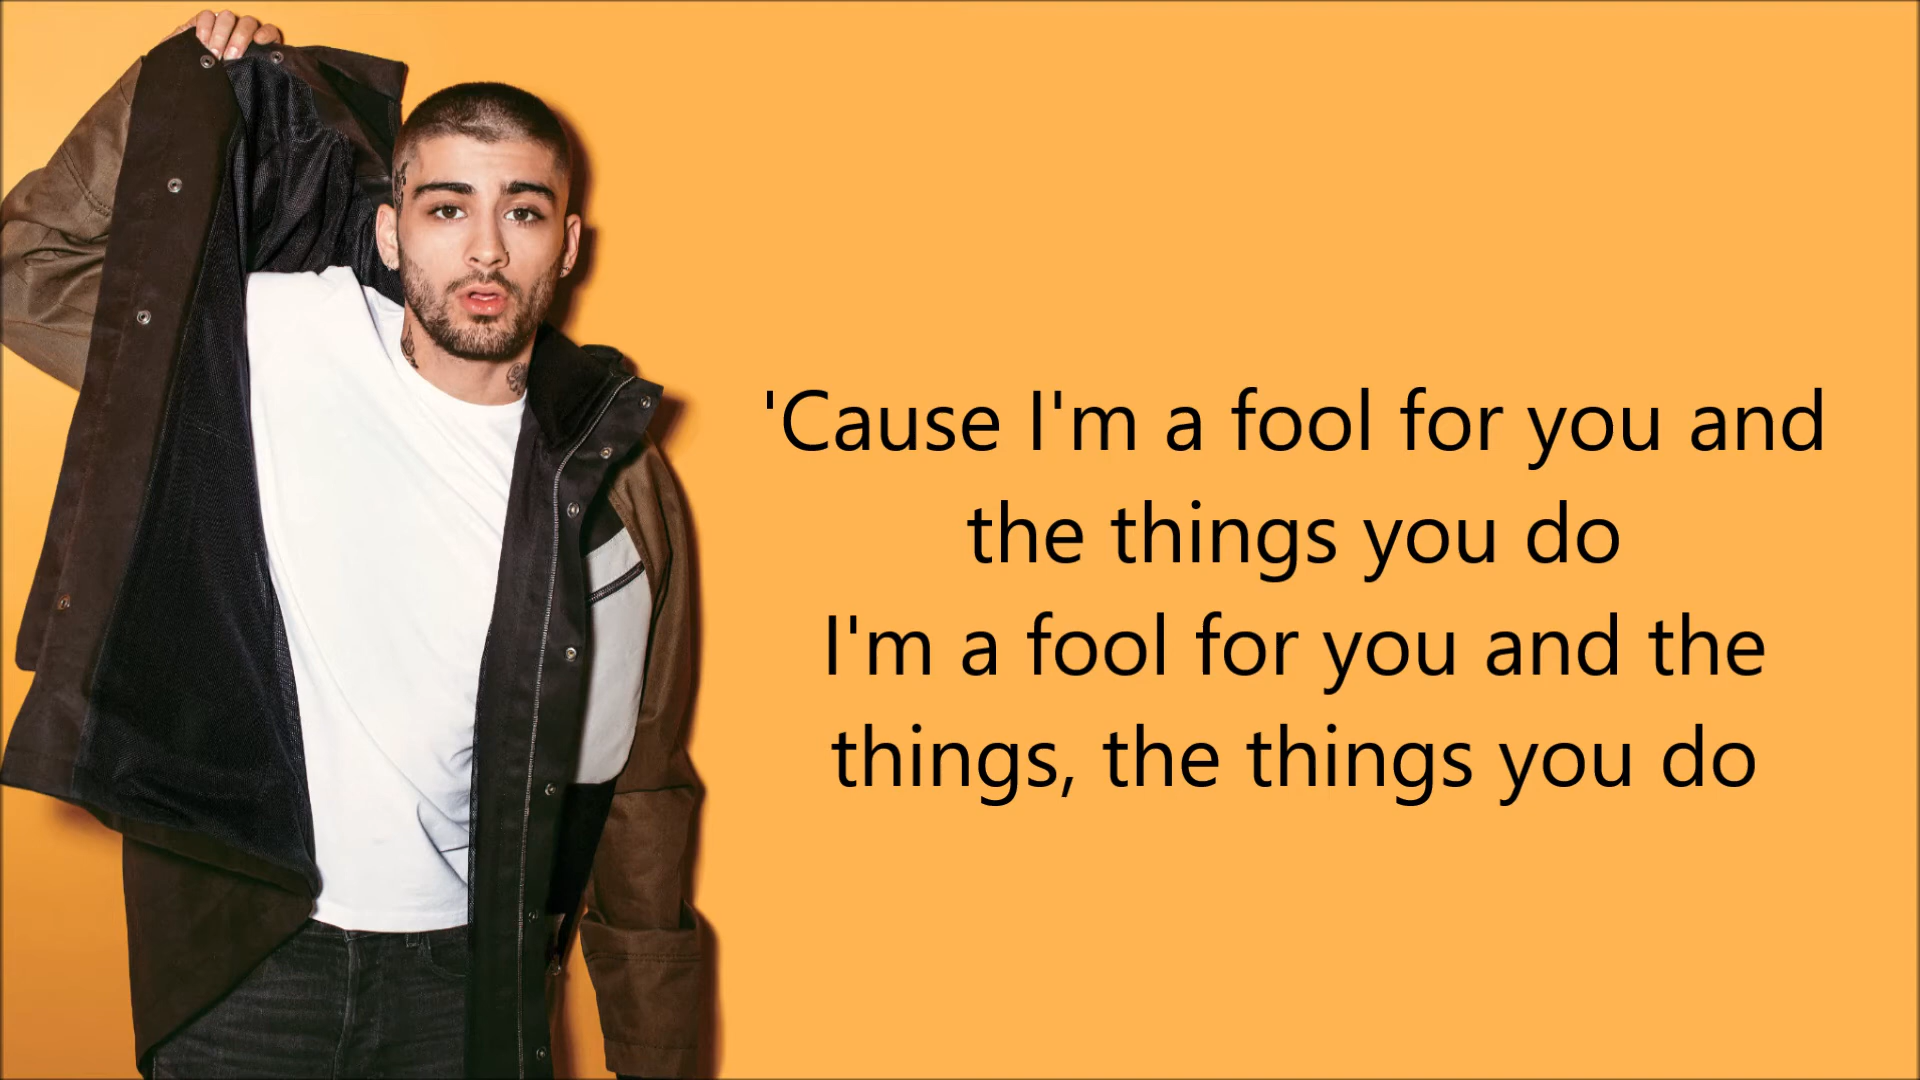 'Cause I'm a fool for you and
the things you do
I'm a fool for you and the
things, the things you do